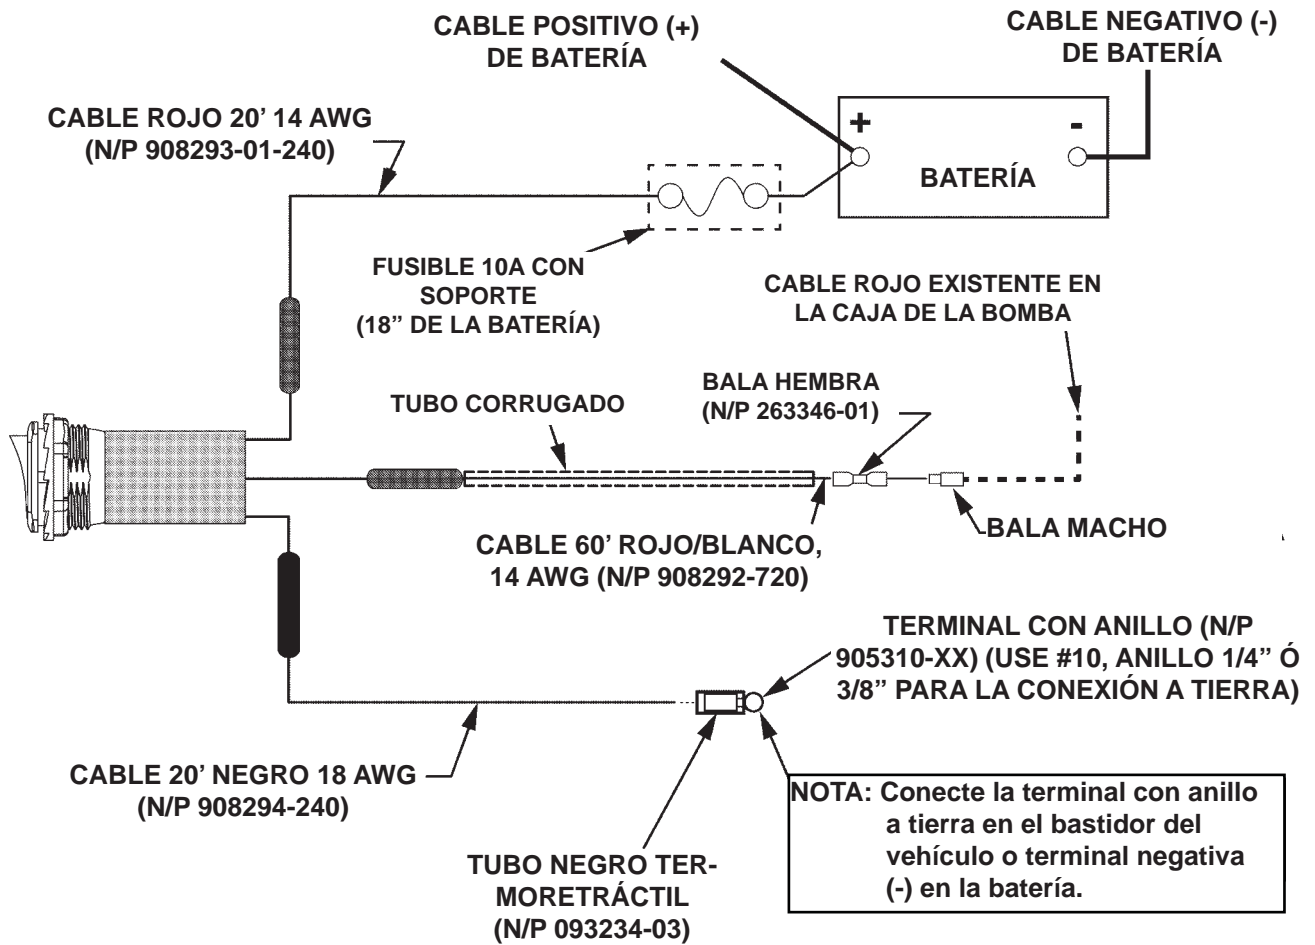 CABLE POSITIVO (+)
DE BATERÍA
CABLE NEGATIVO (-)
DE BATERÍA
CABLE ROJO 20’ 14 AWG
(N/P 908293-01-240)
+
-
BATERÍA
FUSIBLE 10A CON
SOPORTE
(18” DE LA BATERÍA)
CABLE ROJO EXISTENTE EN
LA CAJA DE LA BOMBA
BALA HEMBRA
(N/P 263346-01)
TUBO CORRUGADO
CABLE 60’ ROJO/BLANCO,
14 AWG (N/P 908292-720)
BALA MACHO
TERMINAL CON ANILLO (N/P
905310-XX) (USE #10, ANILLO 1/4” Ó
3/8” PARA LA CONEXIÓN A TIERRA)
CABLE 20’ NEGRO 18 AWG
(N/P 908294-240)
NOTA: Conecte la terminal con anillo
a tierra en el bastidor del
vehículo o terminal negativa
(-) en la batería.
TUBO NEGRO TER-
MORETRÁCTIL
(N/P 093234-03)